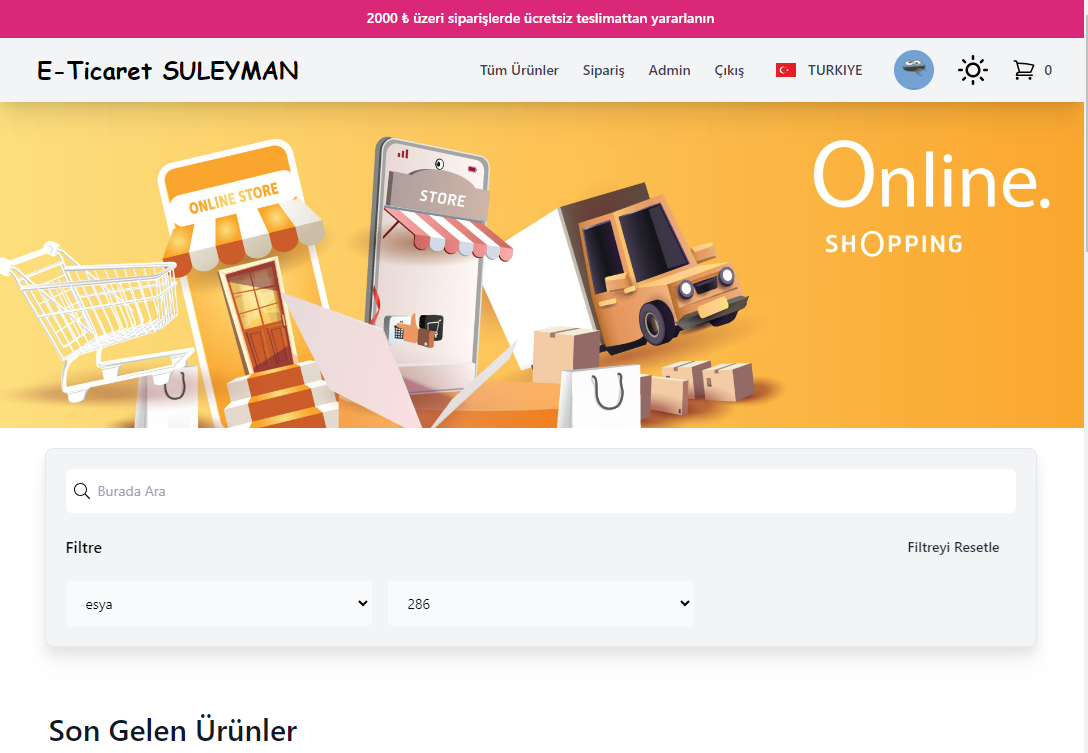 2000 ₺ üzeri siparişlerde ücretsiz teslimattan yararlanın
E-Ticaret SULEYMAN
Tüm Ürünler Sipariş Admin Çıkış TURKIYE 0
ONLINE STORE
STORE
Online.
SHOPPING
Burada Ara
Filtre Filtreyi Resetle
esya 286
Son Gelen Ürünler